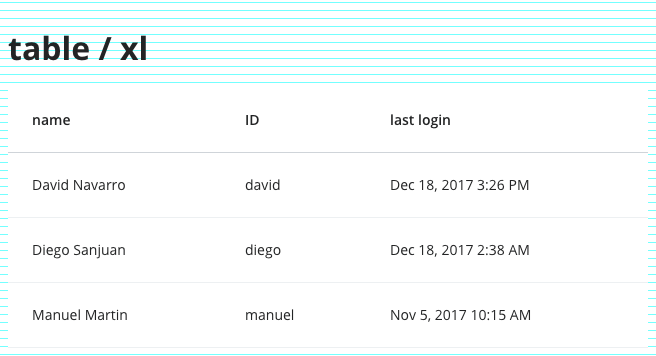 table / xl
name ID last login
David Navarro david Dec 18, 2017 3:26 PM
Diego Sanjuan diego Dec 18, 2017 2:38 AM
Manuel Martin manuel Nov 5, 2017 10:15 AM